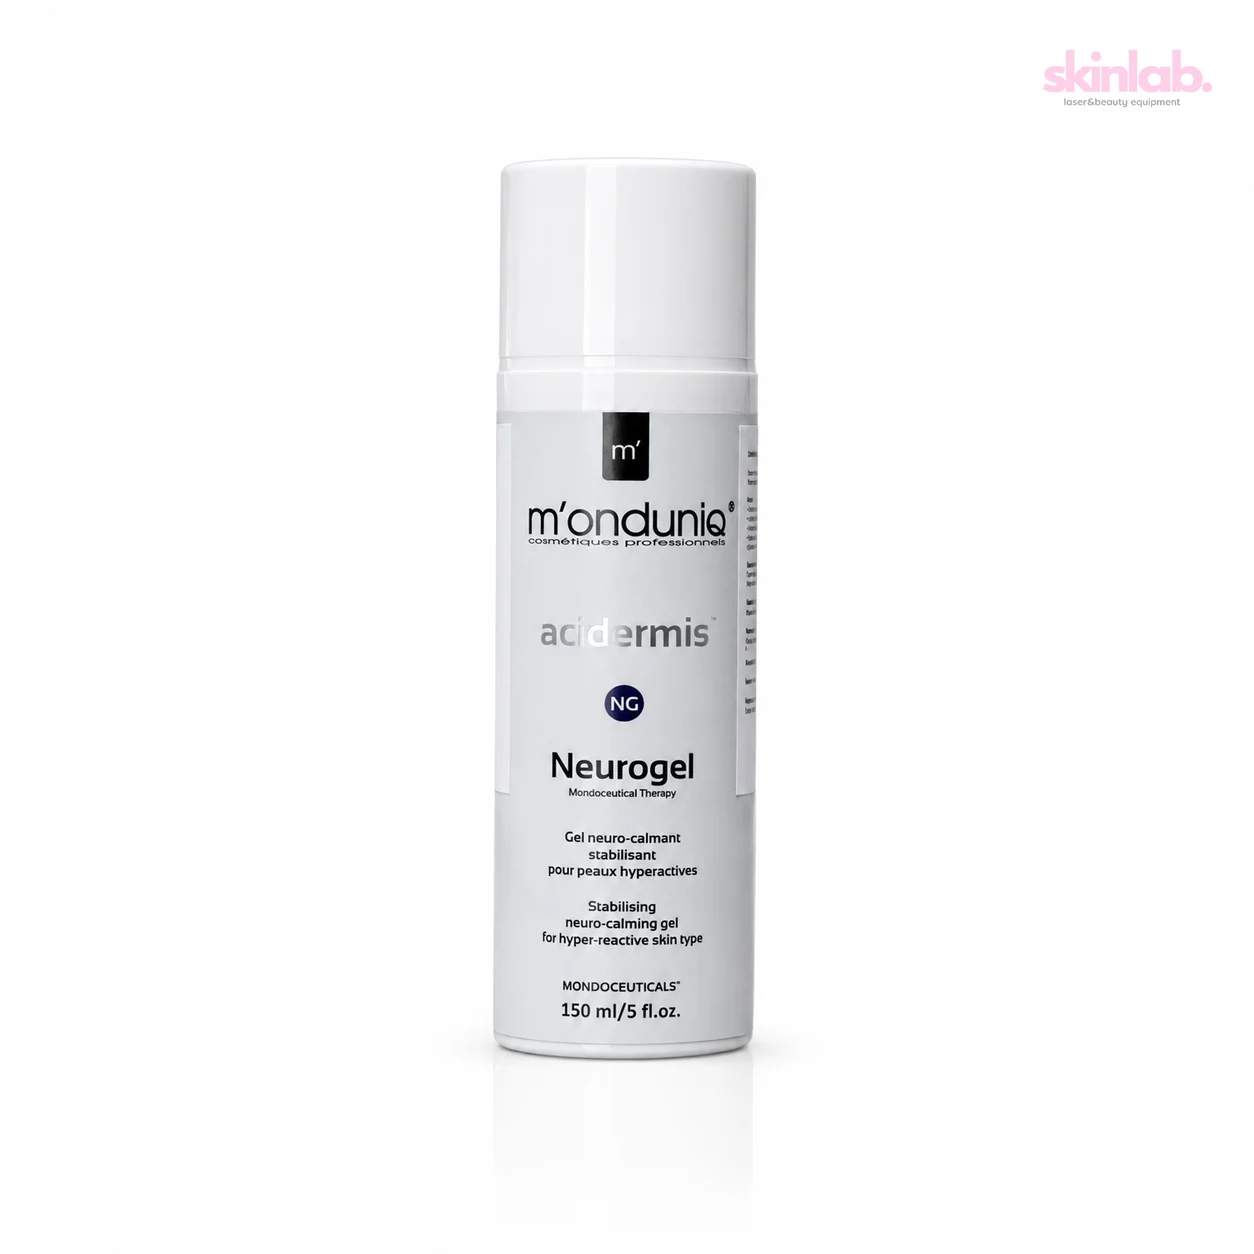 skinlab.
laser&beauty equipment
m'
m'onduniq®
cosmétiques professionnels
acidermis™
NG
Neurogel
Mondoceutical Therapy
Gel neuro-calmant
stabilisant
pour peaux hyperactives
Stabilising
neuro-calming gel
for hyper-reactive skin type
MONDOCEUTICALS™
150 ml/5 fl.oz.